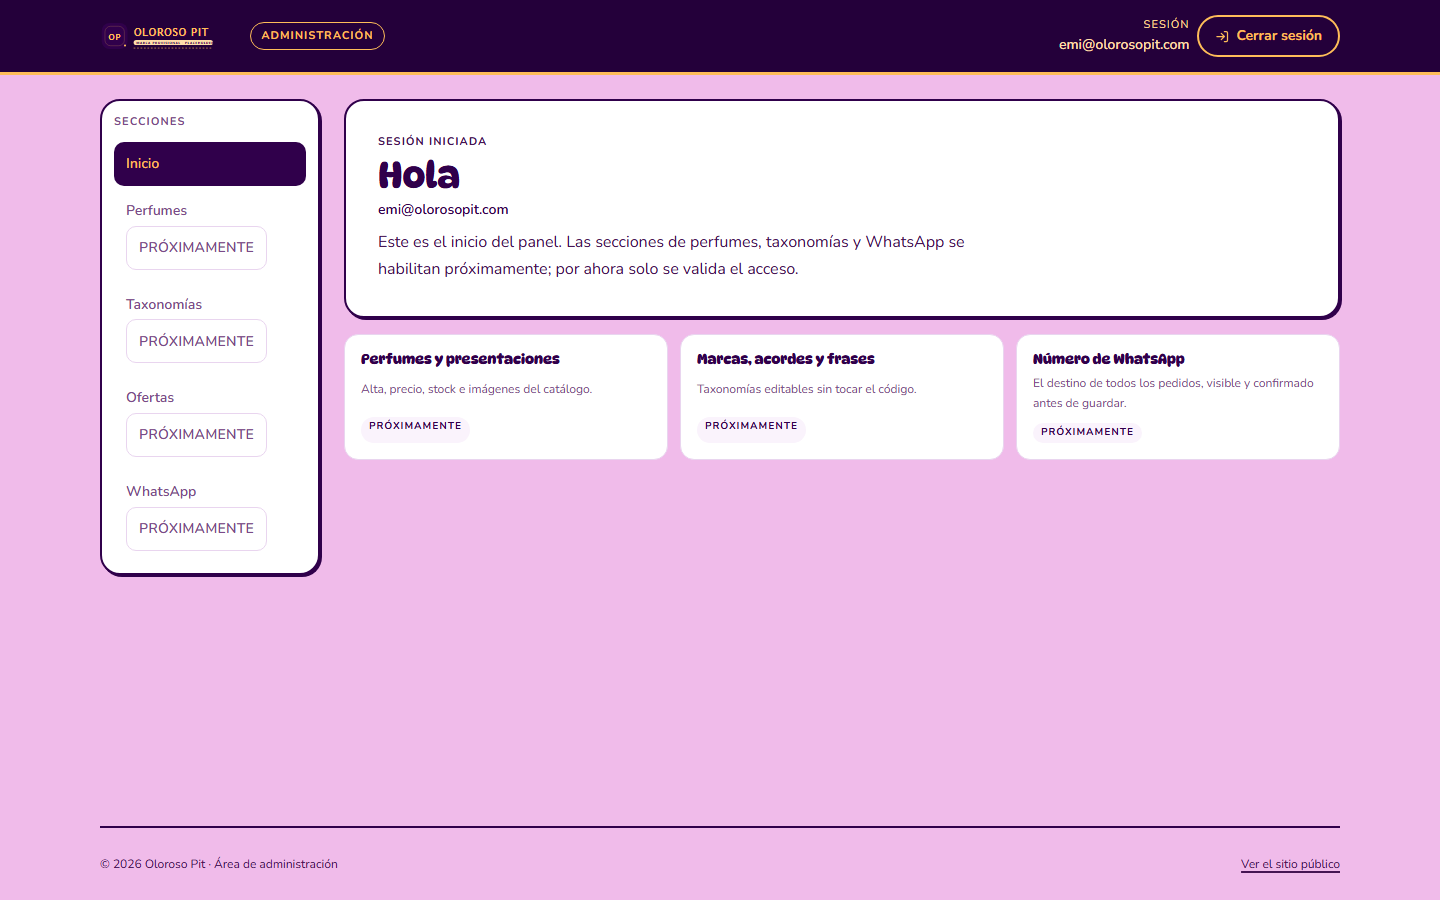 OP
OLOROSO PIT
ADMINISTRACIÓN
SESIÓN
emi@olorosopit.com
Cerrar sesión
SECCIONES
Inicio
Perfumes
PRÓXIMAMENTE
Taxonomías
PRÓXIMAMENTE
Ofertas
PRÓXIMAMENTE
WhatsApp
PRÓXIMAMENTE
SESIÓN INICIADA
Hola
emi@olorosopit.com
Este es el inicio del panel. Las secciones de perfumes, taxonomías y WhatsApp se
habilitan próximamente; por ahora solo se valida el acceso.
Perfumes y presentaciones
Alta, precio, stock e imágenes del catálogo.
PRÓXIMAMENTE
Marcas, acordes y frases
Taxonomías editables sin tocar el código.
PRÓXIMAMENTE
Número de WhatsApp
El destino de todos los pedidos, visible y confirmado
antes de guardar.
PRÓXIMAMENTE
© 2026 Oloroso Pit · Área de administración
Ver el sitio público